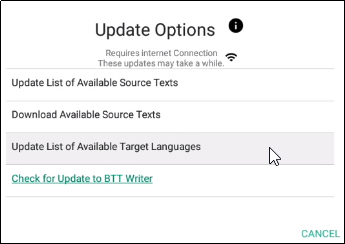 Update Options
Requires Internet Connection
These updates may take a while.
Update List of Available Source Texts
Download Available Source Texts
Update List of Available Target Languages
Check for Update to BTT Writer
CANCEL